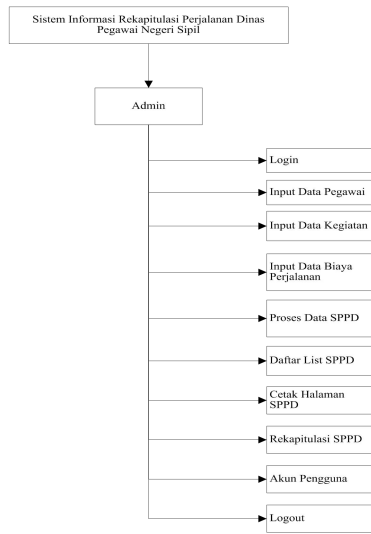 Sistem Informasi Rekapitulasi Perjalanan Dinas
Pegawai Negeri Sipil
Admin
Login
Input Data Pegawai
Input Data Kegiatan
Input Data Biaya
Perjalanan
Proses Data SPPD
Daftar List SPPD
Cetak Halaman
SPPD
Rekapitulasi SPPD
Akun Pengguna
Logout